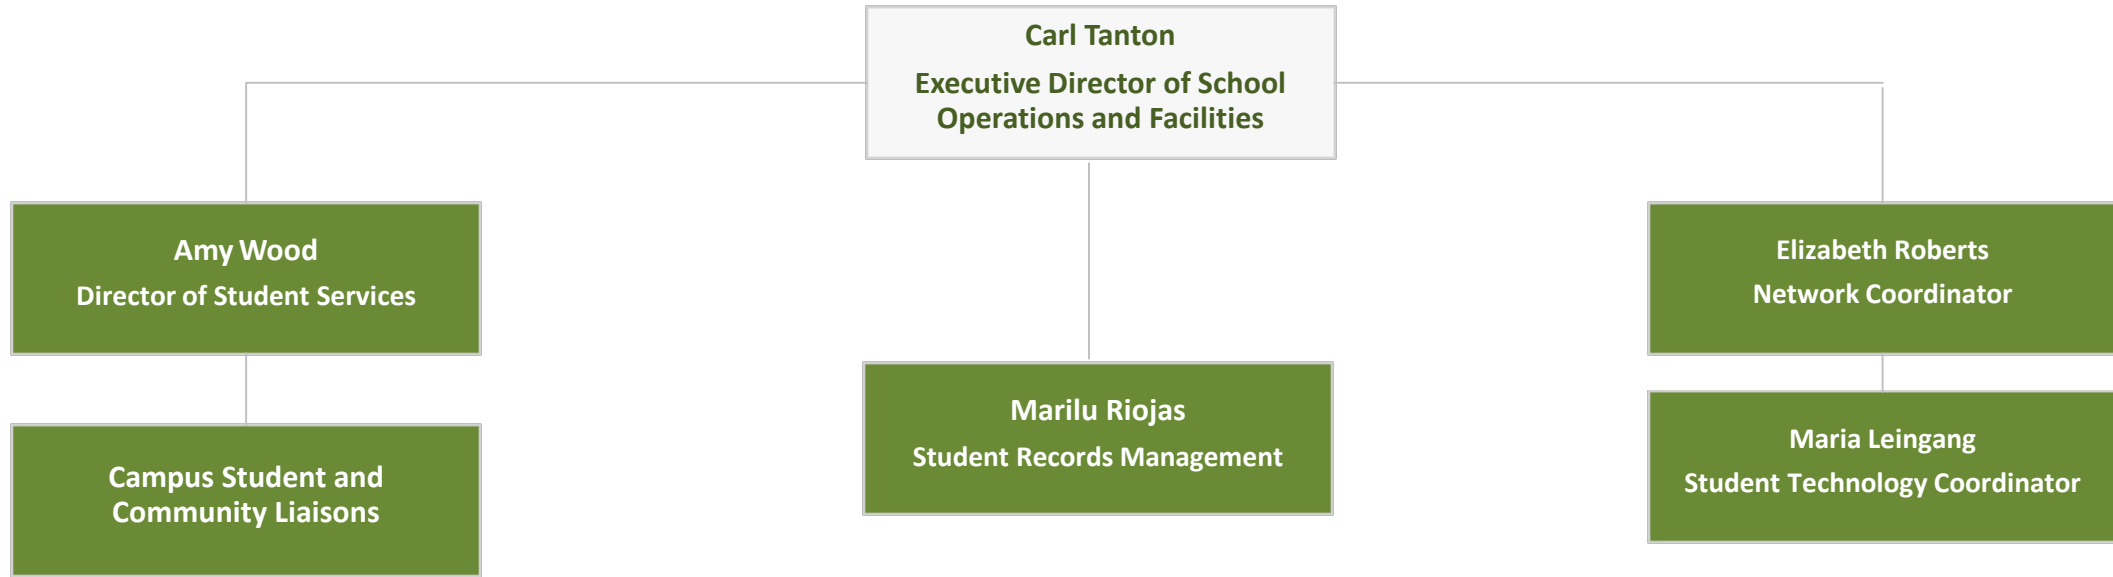 Carl Tanton
Executive Director of School
Operations and Facilities
Amy Wood
Director of Student Services
Elizabeth Roberts
Network Coordinator
Marilu Riojas
Student Records Management
Maria Leingang
Student Technology Coordinator
Campus Student and
Community Liaisons